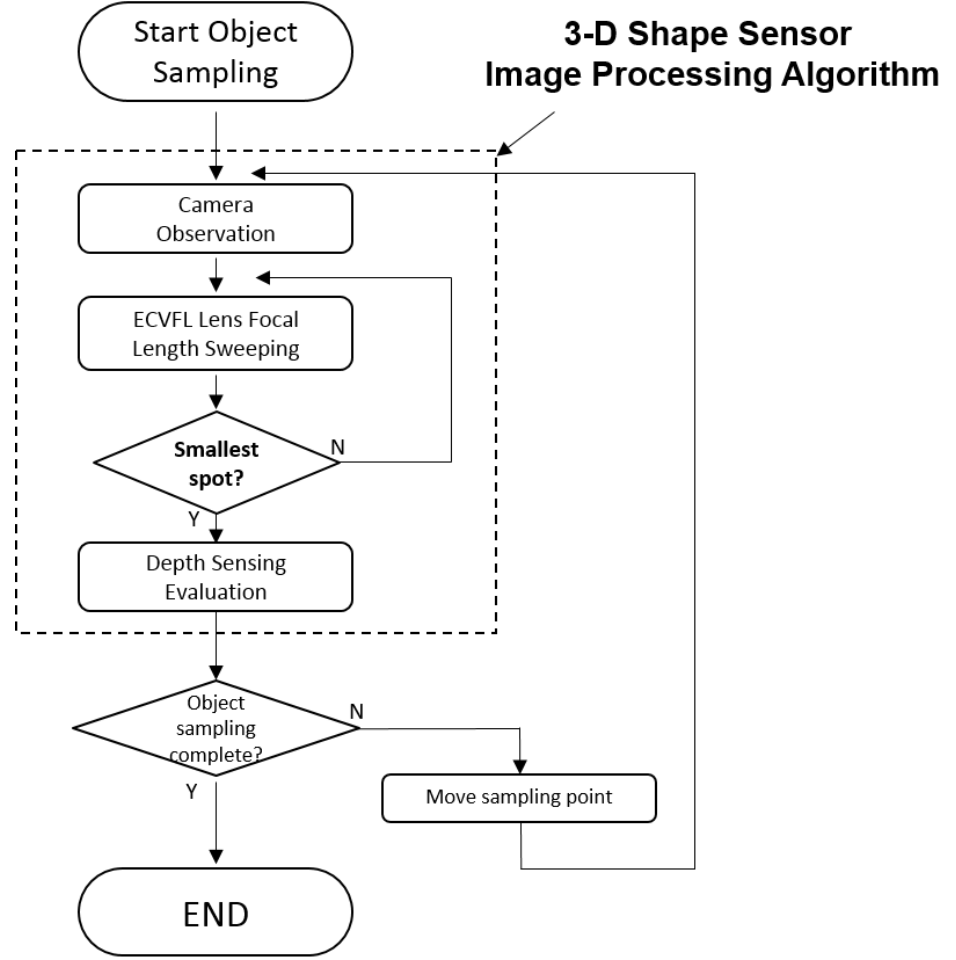 Start Object
Sampling
3-D Shape Sensor
Image Processing Algorithm
Camera
Observation
ECVFL Lens Focal
Length Sweeping
Smallest
spot?
N
Y
Depth Sensing
Evaluation
Object
sampling
complete?
N
Y
Move sampling point
END